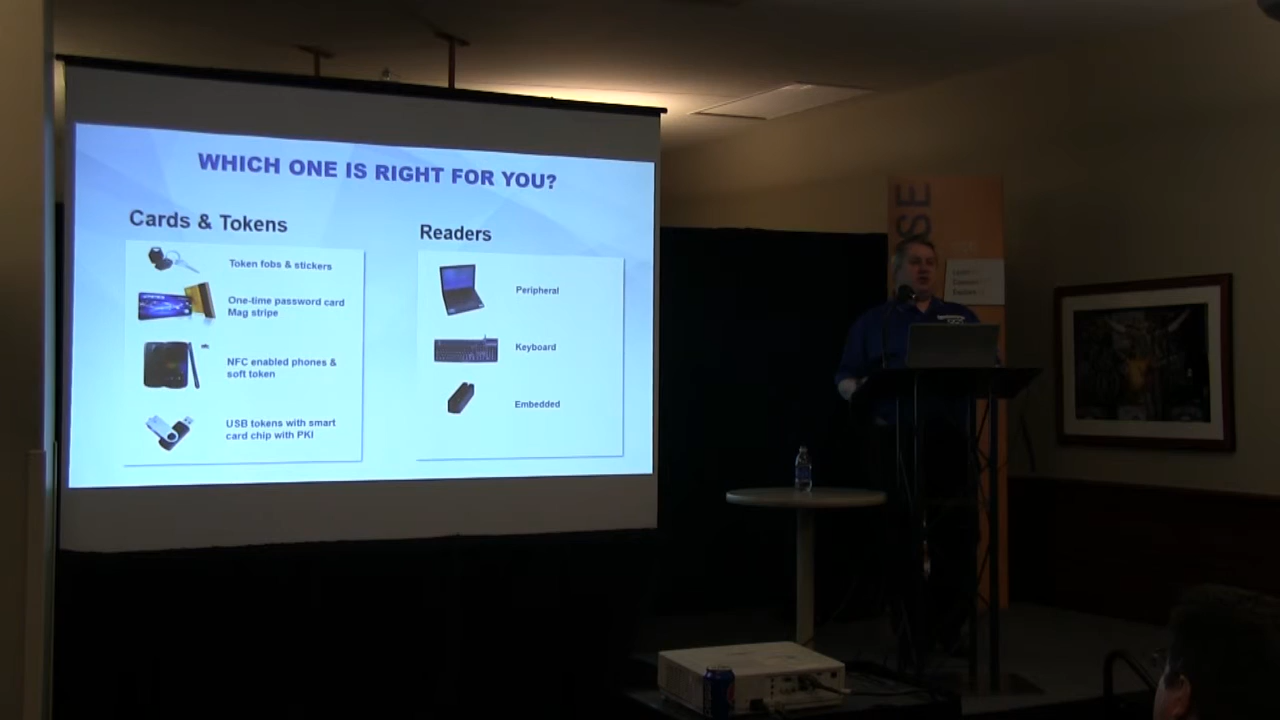 WHICH ONE IS RIGHT FOR YOU?
Cards & Tokens
Token fobs & stickers
One-time password card
Mag stripe
NFC enabled phones &
soft token
USB tokens with smart
card chip with PKI
Readers
Peripheral
Keyboard
Embedded
OSE